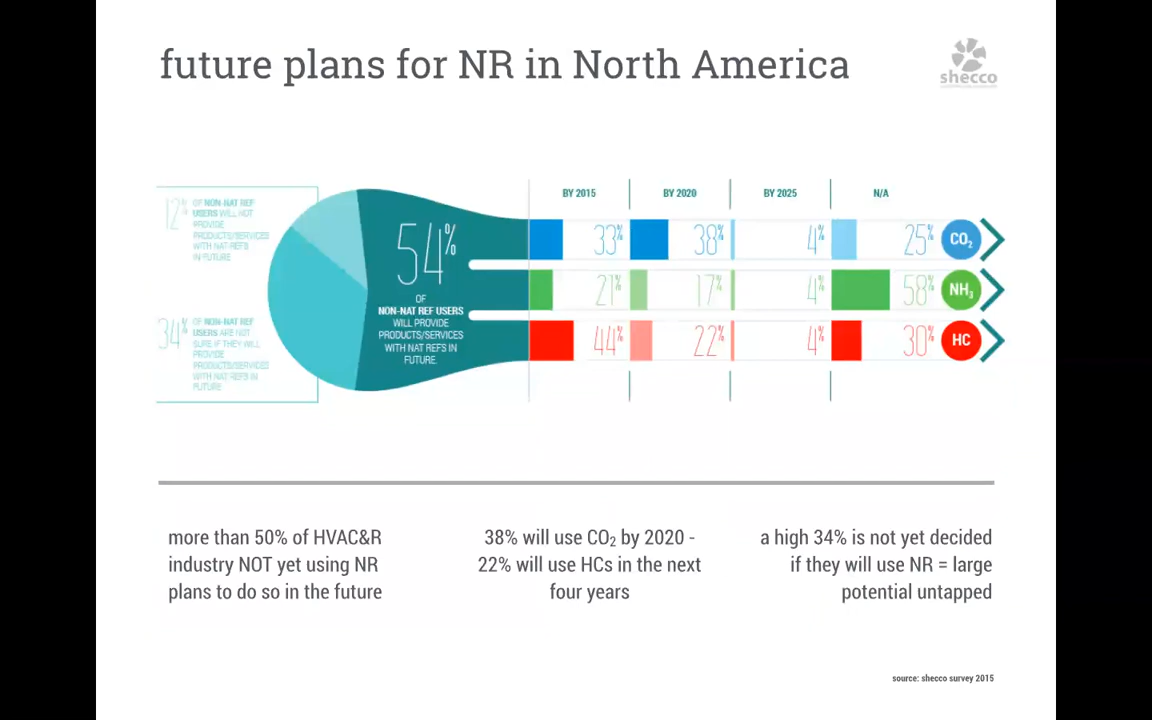 future plans for NR in North America
shecco
12%
OF NON-NAT REF
USERS WILL NOT
PROVIDE
PRODUCTS/SERVICES
WITH NAT REFS
IN FUTURE
34%
OF NON-NAT REF
USERS ARE NOT
SURE IF THEY WILL
PROVIDE
PRODUCTS/SERVICES
WITH NAT REFS IN
FUTURE
54%
OF
NON-NAT REF USERS
WILL PROVIDE
PRODUCTS/SERVICES
WITH NAT REFS IN
FUTURE.
BY 2015 BY 2020 BY 2025 N/A
33% 38% 4% 25% CO₂
21% 17% 4% 58% NH₃
44% 22% 4% 30% HC
more than 50% of HVAC&R
industry NOT yet using NR
plans to do so in the future
38% will use CO₂ by 2020 -
22% will use HCs in the next
four years
a high 34% is not yet decided
if they will use NR = large
potential untapped
source: shecco survey 2015